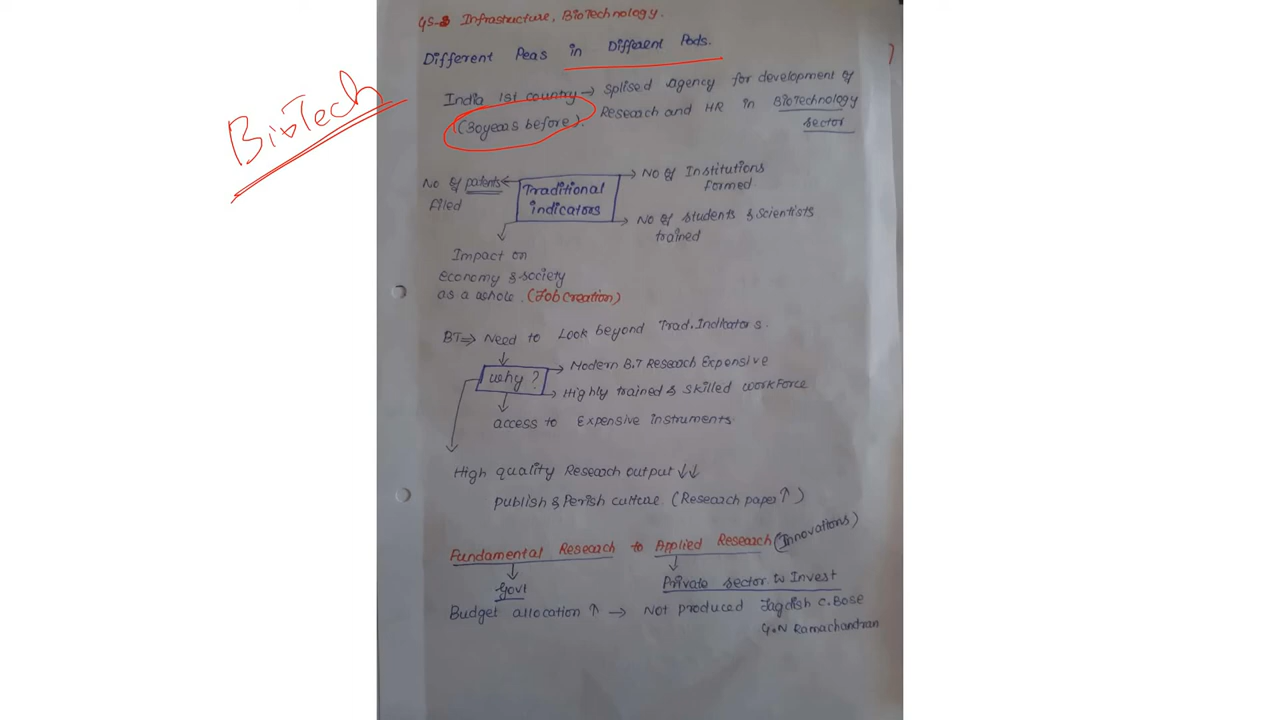 GS-3 Infrastructure, BioTechnology.
Different Peas in Different Pods.
BioTech
India 1st country → Splised Agency for development of
(30years before). Research and HR in BioTechnology
sector
No of patents filed
Traditional indicators
No of Institutions formed
No of students & Scientists trained
Impact on
economy & society
as a whole. (Job Creation)
BT ⇒ Need to Look beyond Trad. Indikators.
why?
Modern B.T Research Expensive
Highly trained & skilled workForce
access to Expensive instruments.
High quality Research output ↓↓
Publish & Perish culture. (Research paper ↑)
Fundamental Research to Applied Research (Innovations)
Govt
Private sector to Invest
Budget allocation ↑ → Not produced Jagdish C. Bose
G.N Ramachandran